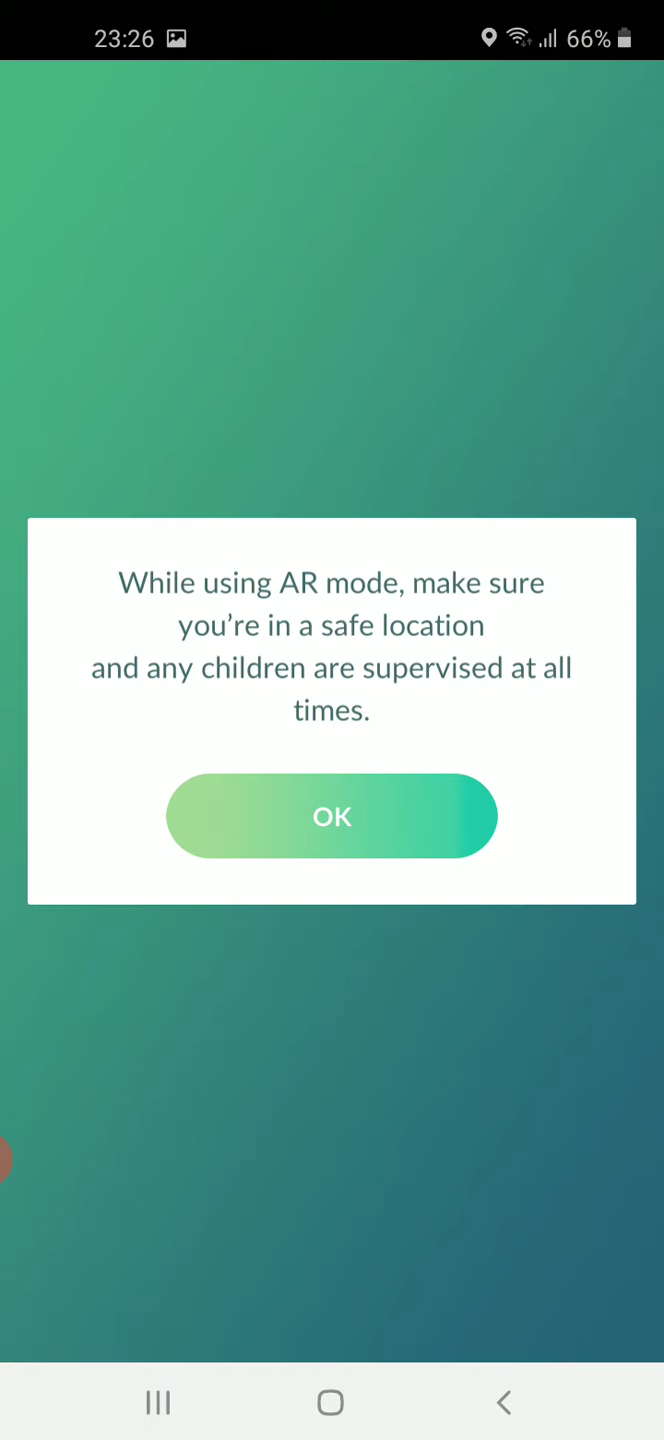 23:26 66%
While using AR mode, make sure
you’re in a safe location
and any children are supervised at all
times.
OK